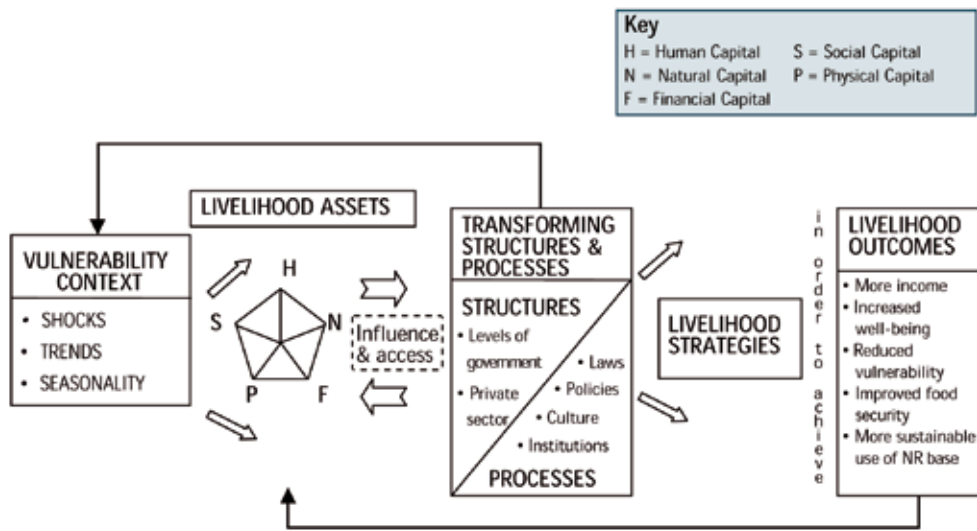 Key
H = Human Capital S = Social Capital
N = Natural Capital P = Physical Capital
F = Financial Capital
LIVELIHOOD ASSETS
VULNERABILITY
CONTEXT
• SHOCKS
• TRENDS
• SEASONALITY
H
S
N
P
F
Influence
& access
TRANSFORMING
STRUCTURES &
PROCESSES
STRUCTURES
• Levels of
government
• Private
sector
• Laws
• Policies
• Culture
• Institutions
PROCESSES
LIVELIHOOD
STRATEGIES
in order to achieve
LIVELIHOOD
OUTCOMES
• More income
• Increased
well-being
• Reduced
vulnerability
• Improved food
security
• More sustainable
use of NR base